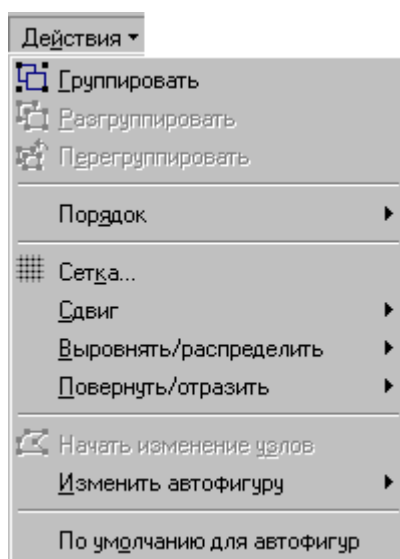 Действия
Группировать
Разгруппировать
Перегруппировать
Порядок
Сетка...
Сдвиг
Выровнять/распределить
Повернуть/отразить
Начать изменение узлов
Изменить автофигуру
По умолчанию для автофигур